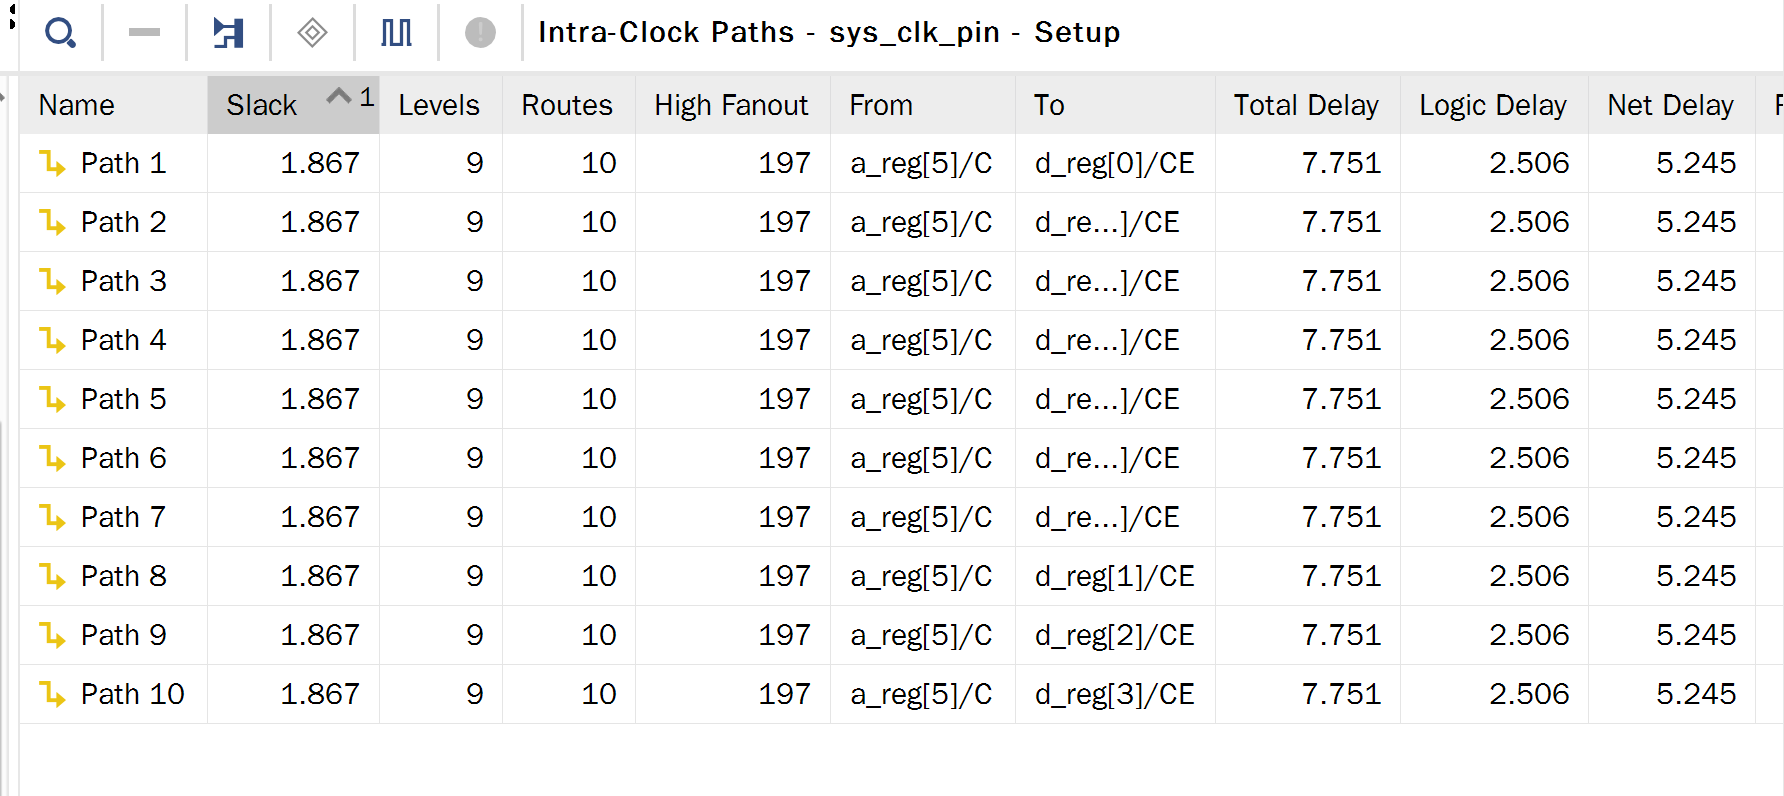 Intra-Clock Paths - sys_clk_pin - Setup
Name Slack 1 Levels Routes High Fanout From To Total Delay Logic Delay Net Delay
Path 1 1.867 9 10 197 a_reg[5]/C d_reg[0]/CE 7.751 2.506 5.245
Path 2 1.867 9 10 197 a_reg[5]/C d_re...]/CE 7.751 2.506 5.245
Path 3 1.867 9 10 197 a_reg[5]/C d_re...]/CE 7.751 2.506 5.245
Path 4 1.867 9 10 197 a_reg[5]/C d_re...]/CE 7.751 2.506 5.245
Path 5 1.867 9 10 197 a_reg[5]/C d_re...]/CE 7.751 2.506 5.245
Path 6 1.867 9 10 197 a_reg[5]/C d_re...]/CE 7.751 2.506 5.245
Path 7 1.867 9 10 197 a_reg[5]/C d_re...]/CE 7.751 2.506 5.245
Path 8 1.867 9 10 197 a_reg[5]/C d_reg[1]/CE 7.751 2.506 5.245
Path 9 1.867 9 10 197 a_reg[5]/C d_reg[2]/CE 7.751 2.506 5.245
Path 10 1.867 9 10 197 a_reg[5]/C d_reg[3]/CE 7.751 2.506 5.245